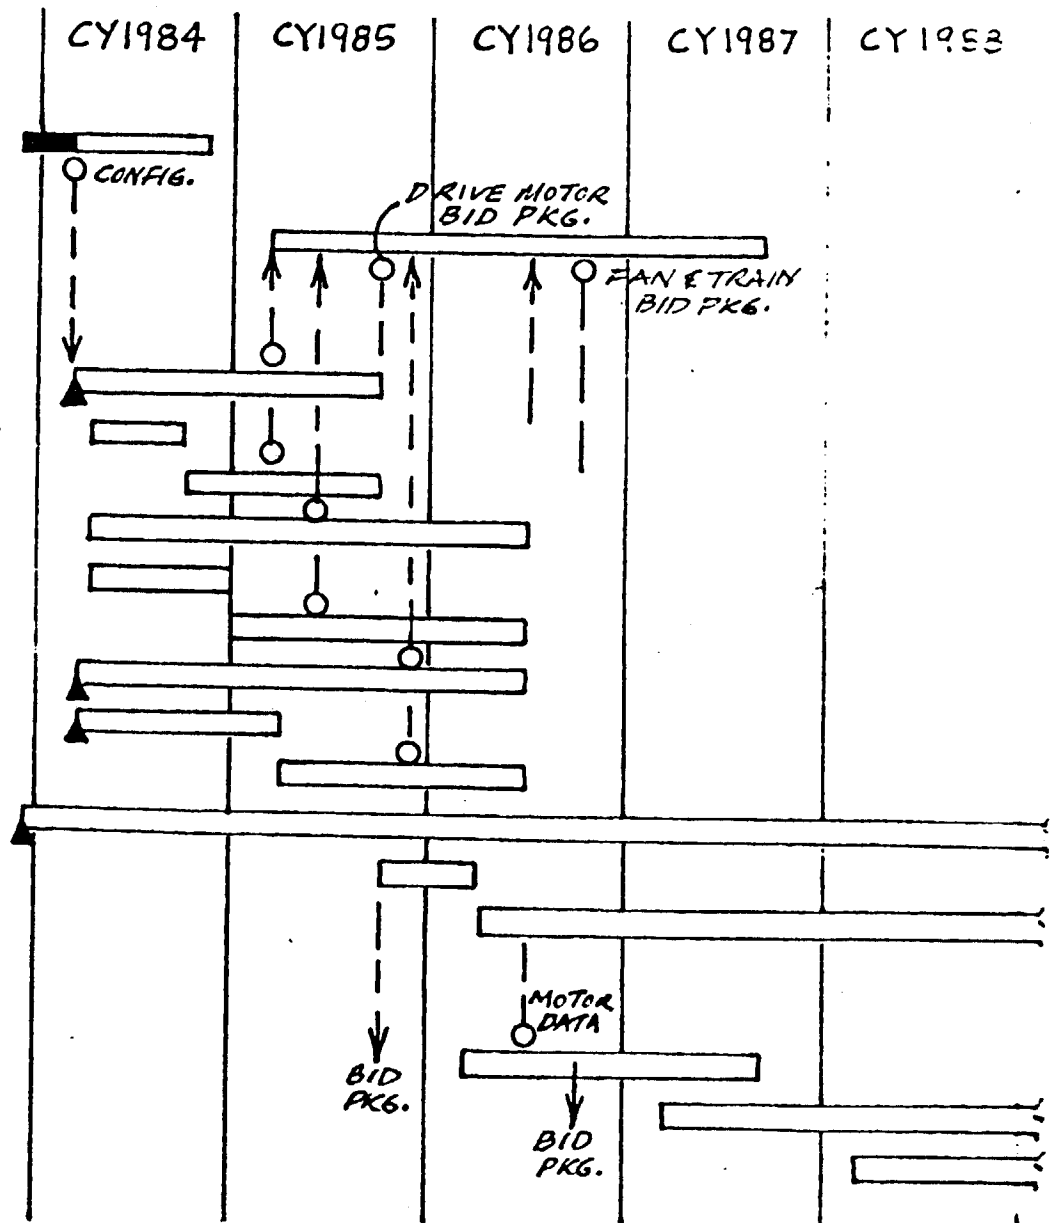 CY1984 CY1985 CY1986 CY1987 CY1988
CONFIG.
DRIVE MOTOR
BID PKG.
FAN & TRAIN
BID PKG.
MOTOR
DATA
BID
PKG.
BID
PKG.